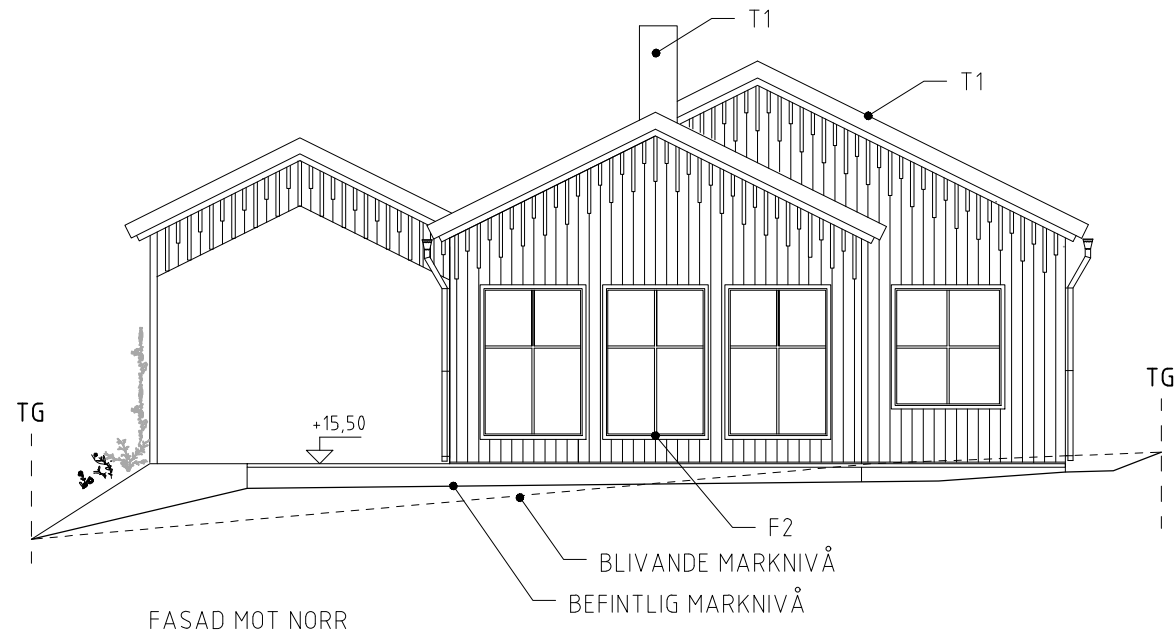 T1
T1
TG
TG
+15,50
F2
BLIVANDE MARKNIVÅ
BEFINTLIG MARKNIVÅ
FASAD MOT NORR